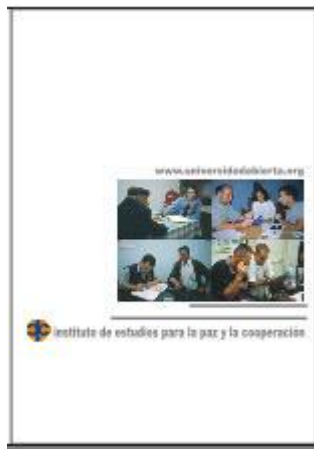 www.universidadabierta.org
instituto de estudios para la paz y la cooperación